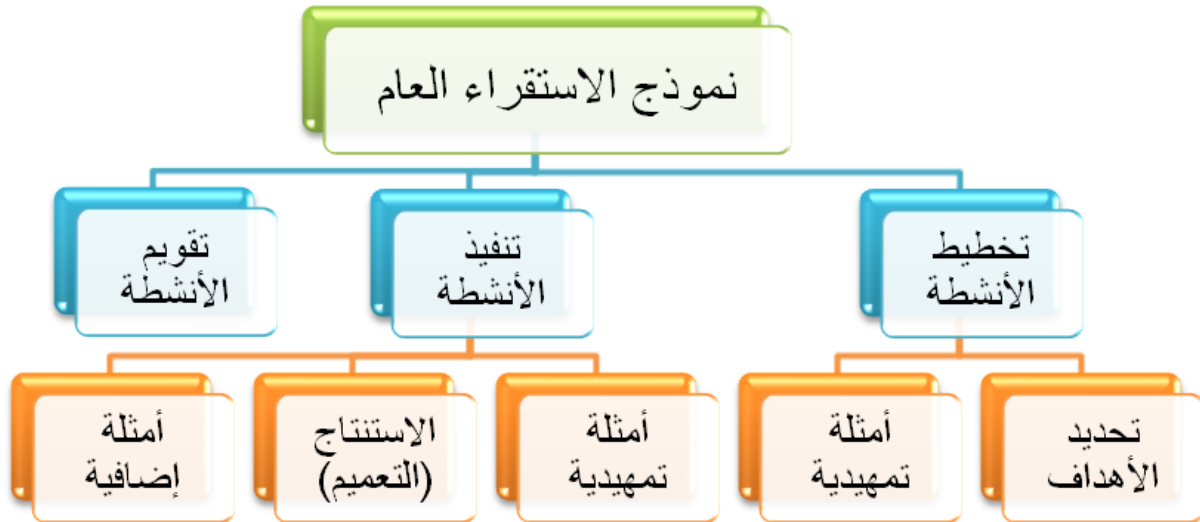 نموذج الاستقراء العام
تخطيط
الأنشطة
تنفيذ
الأنشطة
تقويم
الأنشطة
تحديد
الأهداف
أمثلة
تمهيدية
أمثلة
تمهيدية
الاستنتاج
(التعميم)
أمثلة
إضافية